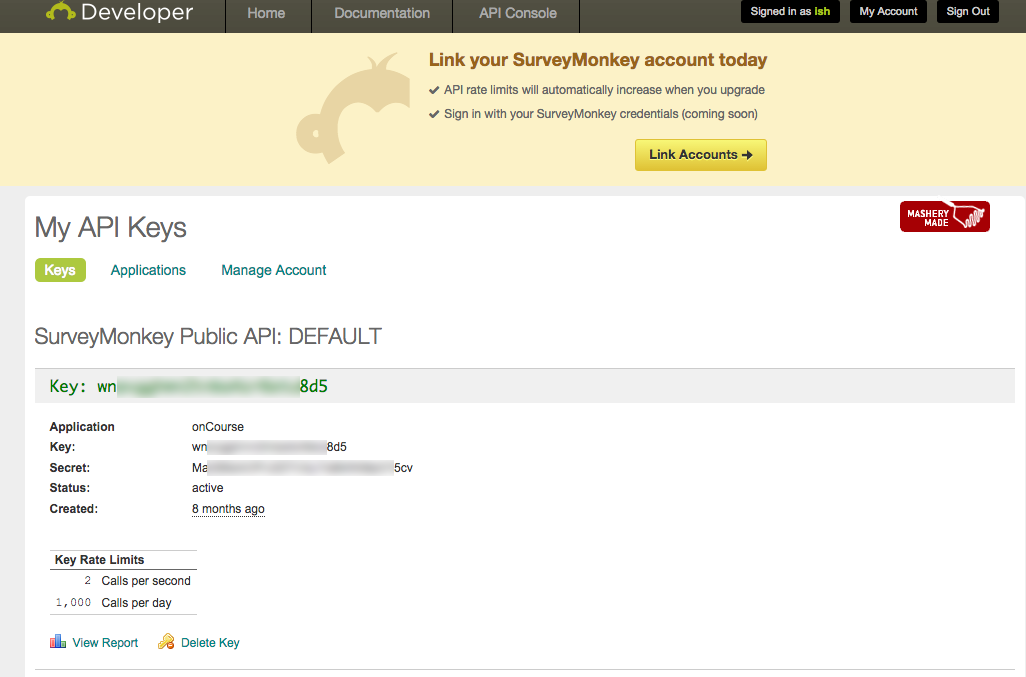 Developer
Home Documentation API Console
Signed in as ish My Account Sign Out
Link your SurveyMonkey account today
API rate limits will automatically increase when you upgrade
Sign in with your SurveyMonkey credentials (coming soon)
Link Accounts
My API Keys
MASHERY
MADE
Keys Applications Manage Account
SurveyMonkey Public API: DEFAULT
Key: wn 8d5
Application onCourse
Key: wn 8d5
Secret: Ma 5cv
Status: active
Created: 8 months ago
Key Rate Limits
2 Calls per second
1,000 Calls per day
View Report Delete Key